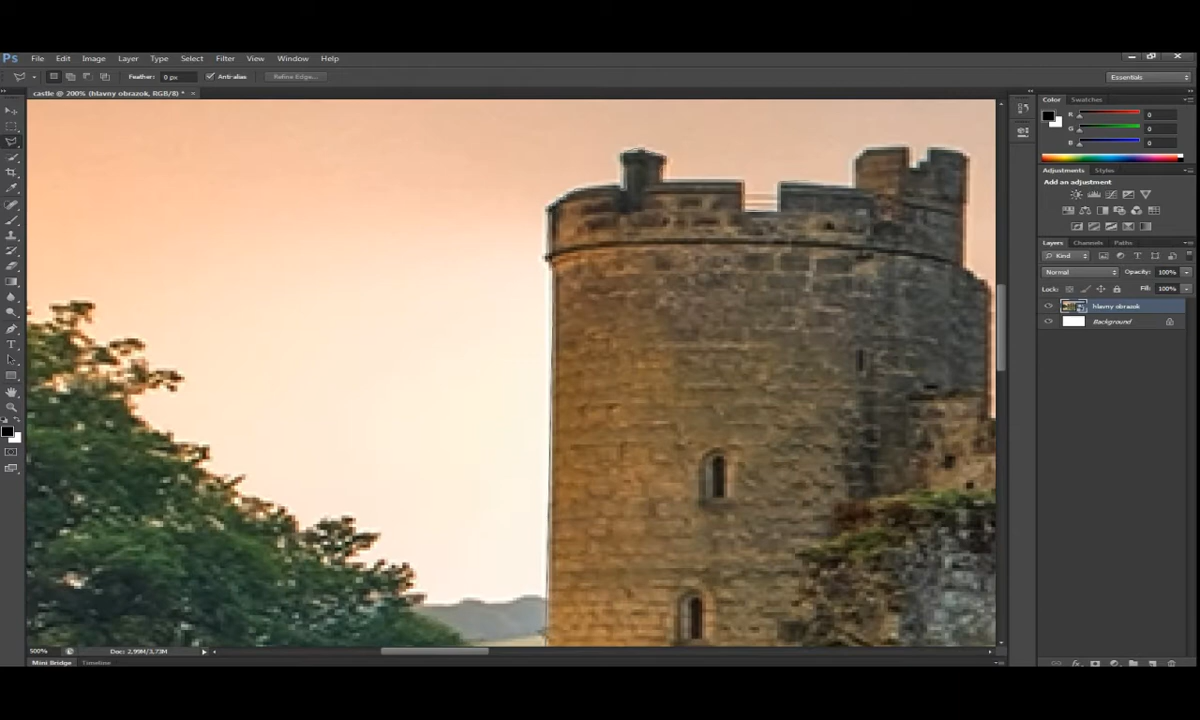 Ps File Edit Image Layer Type Select Filter View Window Help
Feather: 0 px Anti-alias Refine Edge... Essentials
castle @ 200% (hlavny obrazok, RGB/8) * ×
Color Swatches
R 0
G 0
B 0
Adjustments Styles
Add an adjustment
Layers Channels Paths
Kind
Normal Opacity: 100%
Lock: Fill: 100%
hlavny obrazok
Background
500% Doc: 2,99M/3,73M
Mini Bridge Timeline